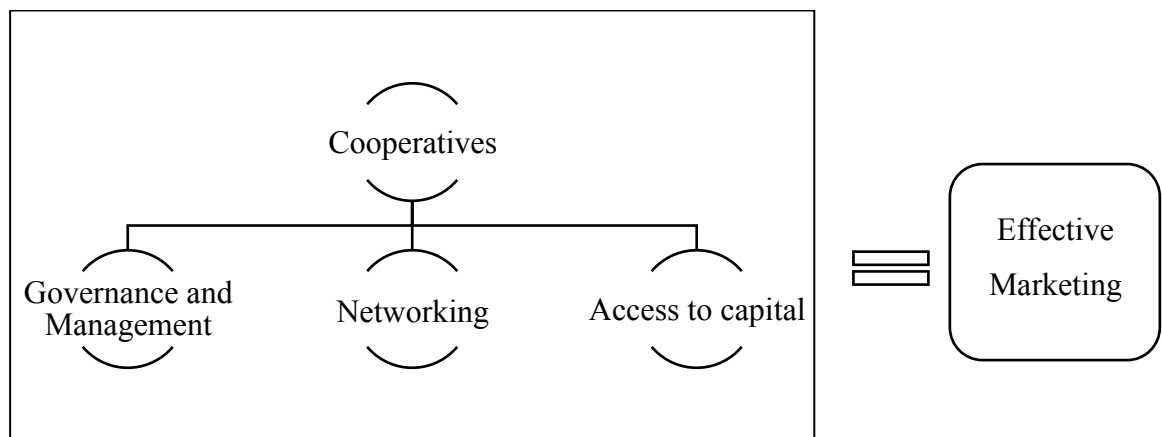 Cooperatives
Governance and
Management
Networking
Access to capital
Effective
Marketing